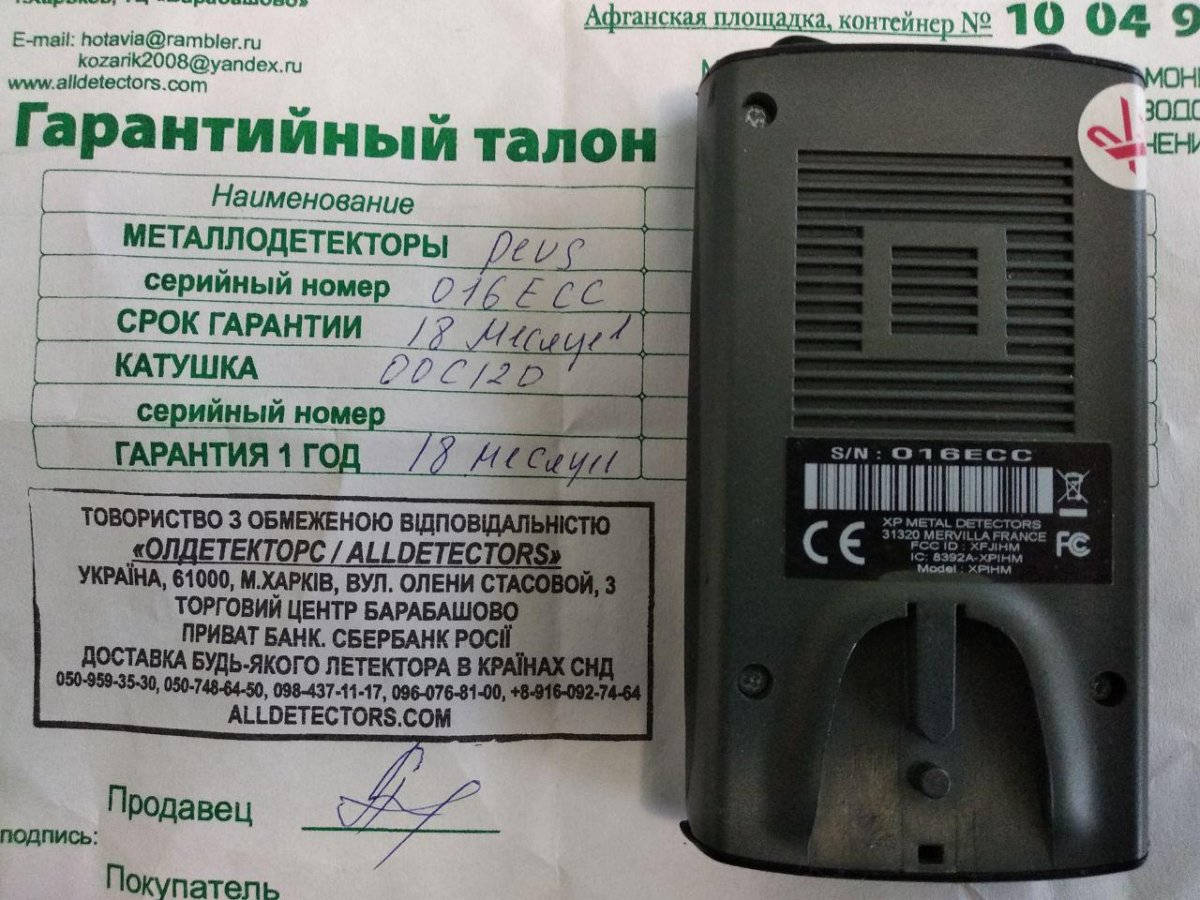 г.Харьков, ТЦ «Барабашово»
E-mail: hotavia@rambler.ru
kozarik2008@yandex.ru
www.alldetectors.com
Афганская площадка, контейнер № 10 04 9
Гарантийный талон
Наименование
МЕТАЛЛОДЕТЕКТОРЫ Deus
серийный номер 016ECC
СРОК ГАРАНТИИ 18 месяцев
КАТУШКА 00C12D
серийный номер
ГАРАНТИЯ 1 ГОД 18 месяцев
ТОВОРИСТВО З ОБМЕЖЕНОЮ ВІДПОВІДАЛЬНІСТЮ
«ОЛДЕТЕКТОРС / ALLDETECTORS»
УКРАЇНА, 61000, М.ХАРКІВ, ВУЛ. ОЛЕНИ СТАСОВОЙ, 3
ТОРГОВИЙ ЦЕНТР БАРАБАШОВО
ПРИВАТ БАНК. СБЕРБАНК РОСІЇ
ДОСТАВКА БУДЬ-ЯКОГО ЛЕТЕКТОРА В КРАЇНАХ СНД
050-959-35-30, 050-748-64-50, 098-437-11-17, 096-076-81-00, +8-916-092-74-64
ALLDETECTORS.COM
Продавец
подпись:
Покупатель
S/N : 016ECC
CE
XP METAL DETECTORS
31320 MERVILLA FRANCE
FCC ID : XFJIHM
IC: 8392A-XPIHM
Model : XPIHM
FC